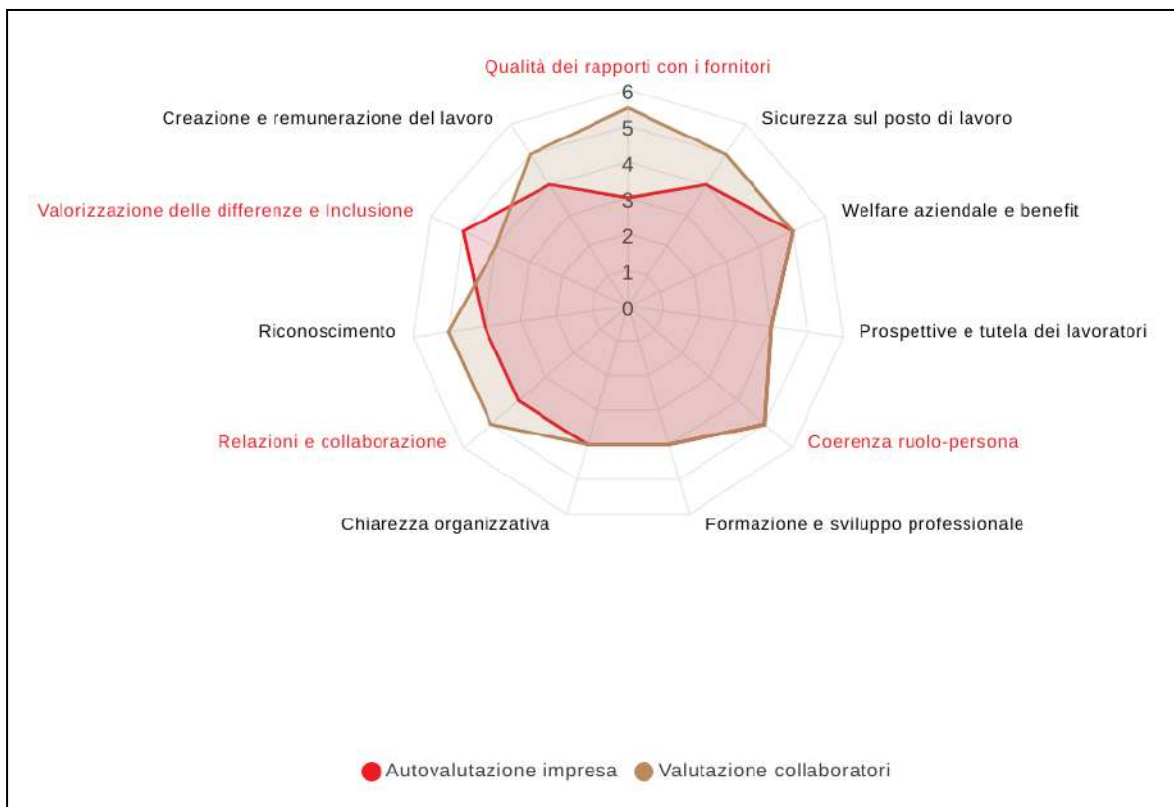 Qualità dei rapporti con i fornitori
6
Creazione e remunerazione del lavoro
Sicurezza sul posto di lavoro
5
4
Valorizzazione delle differenze e Inclusione
Welfare aziendale e benefit
3
2
1
0
Riconoscimento
Prospettive e tutela dei lavoratori
Relazioni e collaborazione
Coerenza ruolo-persona
Chiarezza organizzativa
Formazione e sviluppo professionale
Autovalutazione impresa
Valutazione collaboratori